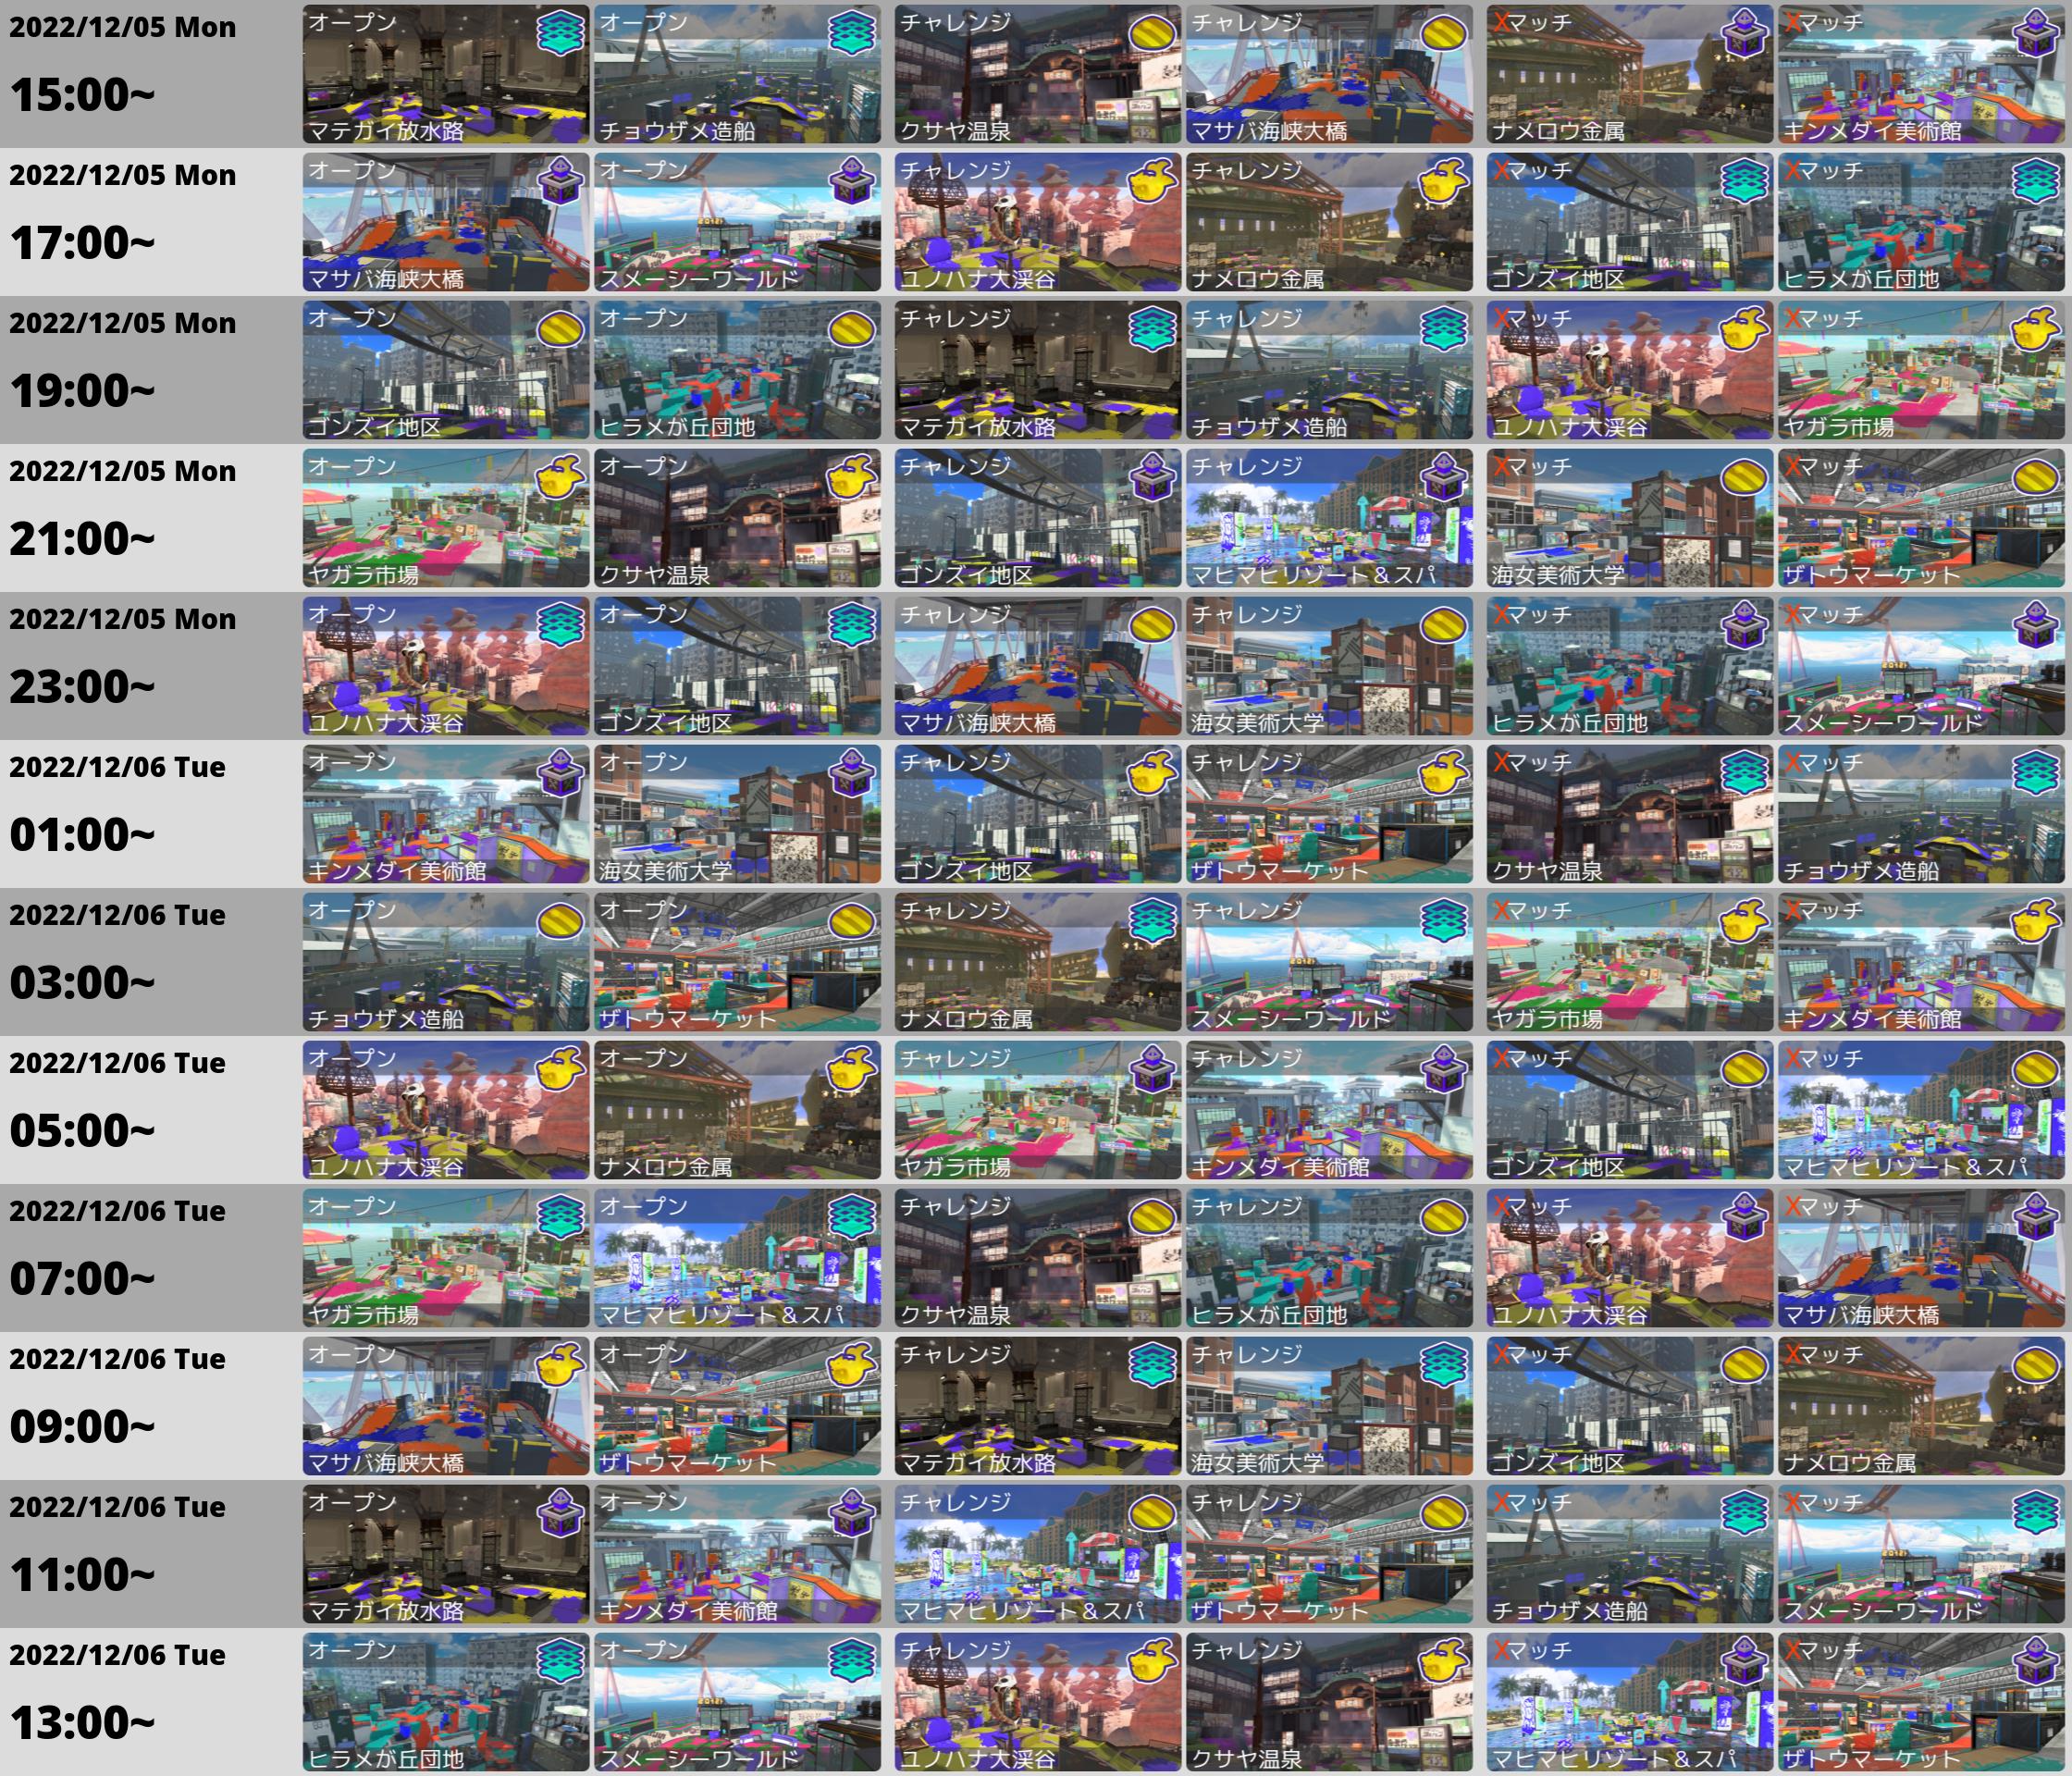 2022/12/05 Mon
15:00~
オープン オープン チャレンジ チャレンジ Xマッチ Xマッチ
マテガイ放水路 チョウザメ造船 クサヤ温泉 マサバ海峡大橋 ナメロウ金属 キンメダイ美術館
2022/12/05 Mon
17:00~
オープン オープン チャレンジ チャレンジ Xマッチ Xマッチ
マサバ海峡大橋 スメーシーワールド ユノハナ大渓谷 ナメロウ金属 ゴンズイ地区 ヒラメが丘団地
2022/12/05 Mon
19:00~
オープン オープン チャレンジ チャレンジ Xマッチ Xマッチ
ゴンズイ地区 ヒラメが丘団地 マテガイ放水路 チョウザメ造船 ユノハナ大渓谷 ヤガラ市場
2022/12/05 Mon
21:00~
オープン オープン チャレンジ チャレンジ Xマッチ Xマッチ
ヤガラ市場 クサヤ温泉 ゴンズイ地区 マヒマヒリゾート＆スパ 海女美術大学 ザトウマーケット
2022/12/05 Mon
23:00~
オープン オープン チャレンジ チャレンジ Xマッチ Xマッチ
ユノハナ大渓谷 ゴンズイ地区 マサバ海峡大橋 海女美術大学 ヒラメが丘団地 スメーシーワールド
2022/12/06 Tue
01:00~
オープン オープン チャレンジ チャレンジ Xマッチ Xマッチ
キンメダイ美術館 海女美術大学 ゴンズイ地区 ザトウマーケット クサヤ温泉 チョウザメ造船
2022/12/06 Tue
03:00~
オープン オープン チャレンジ チャレンジ Xマッチ Xマッチ
チョウザメ造船 ザトウマーケット ナメロウ金属 スメーシーワールド ヤガラ市場 キンメダイ美術館
2022/12/06 Tue
05:00~
オープン オープン チャレンジ チャレンジ Xマッチ Xマッチ
ユノハナ大渓谷 ナメロウ金属 ヤガラ市場 キンメダイ美術館 ゴンズイ地区 マヒマヒリゾート＆スパ
2022/12/06 Tue
07:00~
オープン オープン チャレンジ チャレンジ Xマッチ Xマッチ
ヤガラ市場 マヒマヒリゾート＆スパ クサヤ温泉 ヒラメが丘団地 ユノハナ大渓谷 マサバ海峡大橋
2022/12/06 Tue
09:00~
オープン オープン チャレンジ チャレンジ Xマッチ Xマッチ
マサバ海峡大橋 ザトウマーケット マテガイ放水路 海女美術大学 ゴンズイ地区 ナメロウ金属
2022/12/06 Tue
11:00~
オープン オープン チャレンジ チャレンジ Xマッチ Xマッチ
マテガイ放水路 キンメダイ美術館 マヒマヒリゾート＆スパ ザトウマーケット チョウザメ造船 スメーシーワールド
2022/12/06 Tue
13:00~
オープン オープン チャレンジ チャレンジ Xマッチ Xマッチ
ヒラメが丘団地 スメーシーワールド ユノハナ大渓谷 クサヤ温泉 マヒマヒリゾート＆スパ ザトウマーケット